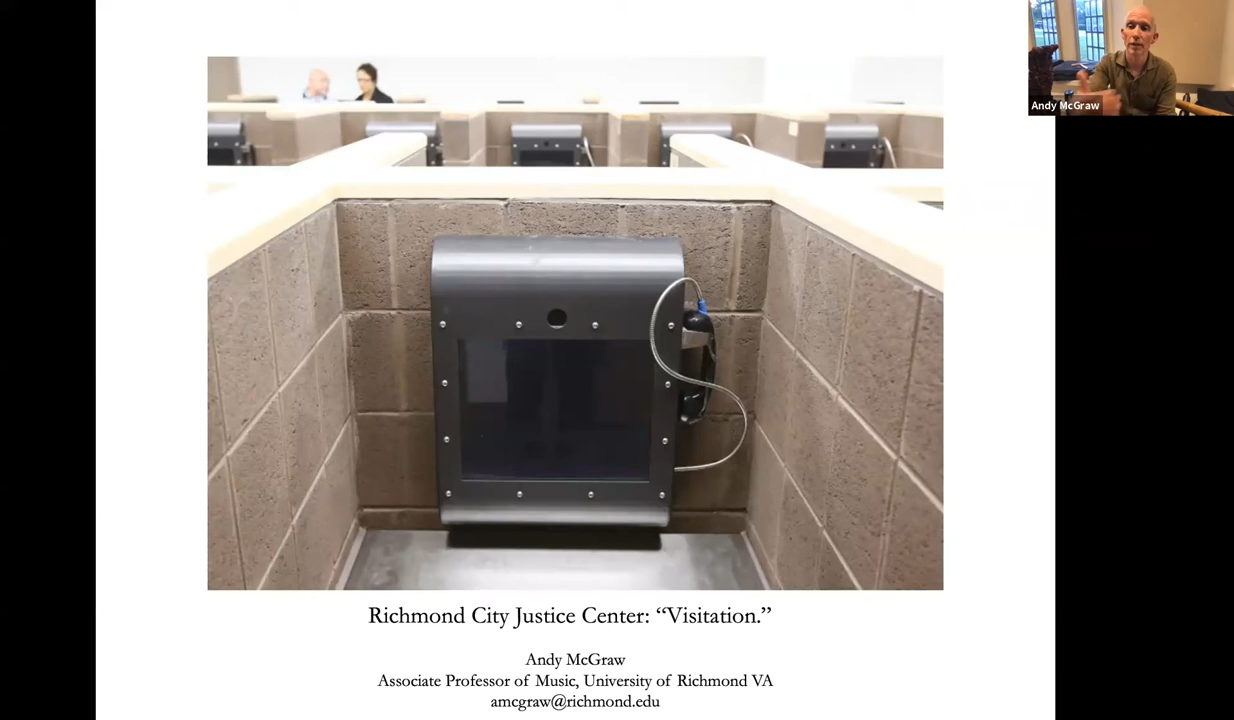 Andy McGraw
Richmond City Justice Center: “Visitation.”
Andy McGraw
Associate Professor of Music, University of Richmond VA
amcgraw@richmond.edu